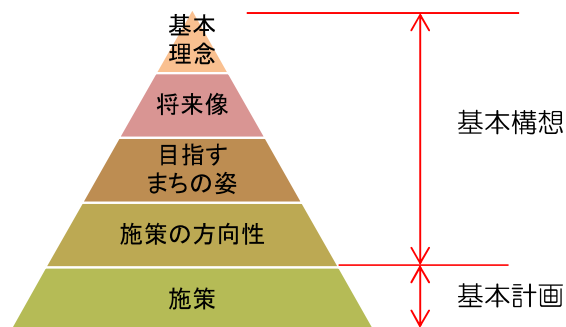 基本
理念
将来像
目指す
まちの姿
施策の方向性
施策
基本構想
基本計画